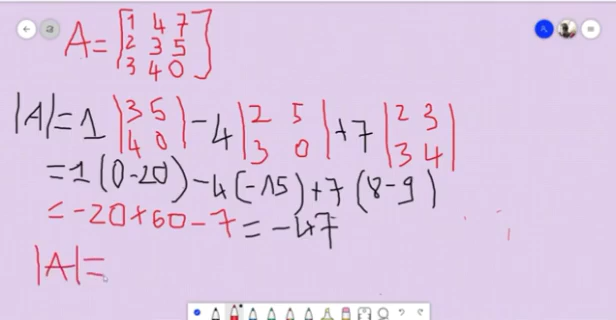 A = [1 4 7
2 3 5
3 4 0]
|A| = 1 |3 5 4 0| - 4 |2 5 3 0| + 7 |2 3 3 4|
= 1 (0 - 20) - 4 (-15) + 7 (8 - 9)
= -20 + 60 - 7 = -47
|A| =